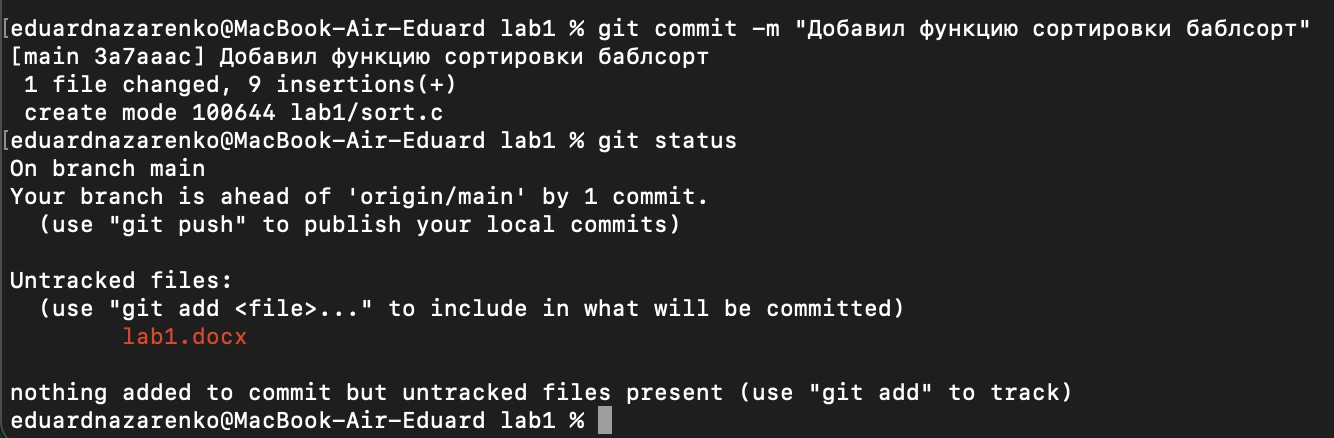 [eduardnazarenko@MacBook-Air-Eduard lab1 % git commit -m "Добавил функцию сортировки баблсорт"
[main 3a7aaac] Добавил функцию сортировки баблсорт
 1 file changed, 9 insertions(+)
 create mode 100644 lab1/sort.c
[eduardnazarenko@MacBook-Air-Eduard lab1 % git status
On branch main
Your branch is ahead of 'origin/main' by 1 commit.
  (use "git push" to publish your local commits)

Untracked files:
  (use "git add <file>..." to include in what will be committed)
        lab1.docx

nothing added to commit but untracked files present (use "git add" to track)
eduardnazarenko@MacBook-Air-Eduard lab1 %